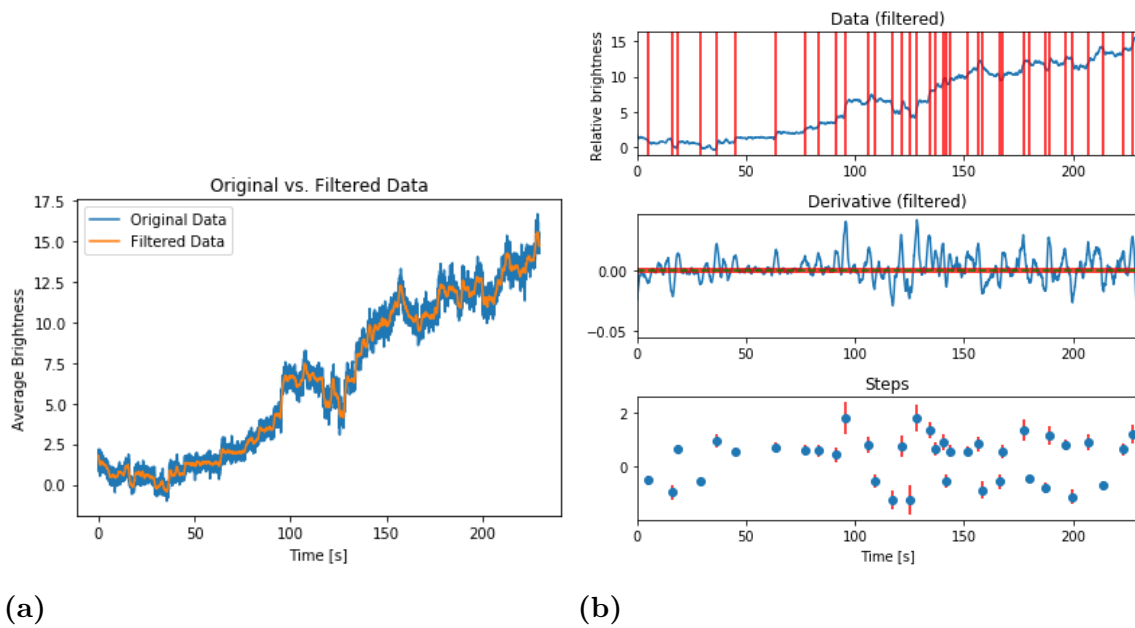 Original vs. Filtered Data
17.5
15.0
12.5
10.0
7.5
5.0
2.5
0.0
Average Brightness
Original Data
Filtered Data
0 50 100 150 200
Time [s]
(a)
Data (filtered)
15
10
5
0
Relative brightness
0 50 100 150 200
Derivative (filtered)
0.00
−0.05
0 50 100 150 200
Steps
2
0
0 50 100 150 200
Time [s]
(b)